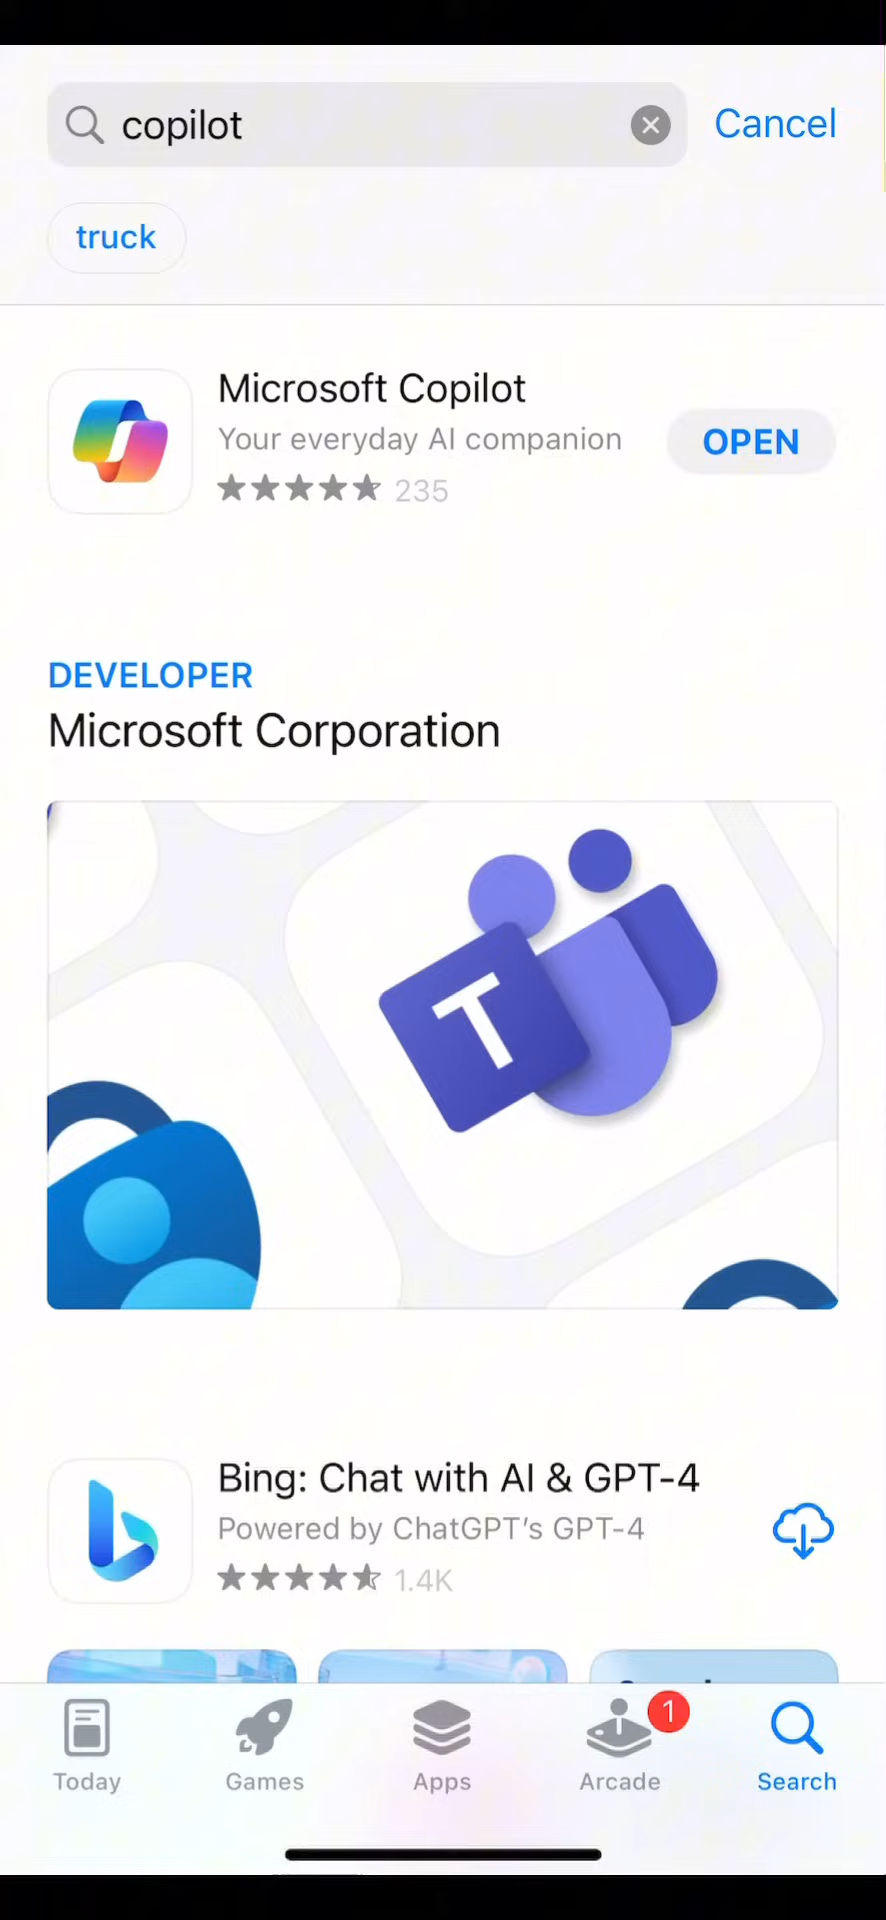 copilot
Cancel
truck
Microsoft Copilot
Your everyday AI companion
OPEN
235
DEVELOPER
Microsoft Corporation
T
Bing: Chat with AI & GPT-4
Powered by ChatGPT's GPT-4
1.4K
1
Today
Games
Apps
Arcade
Search